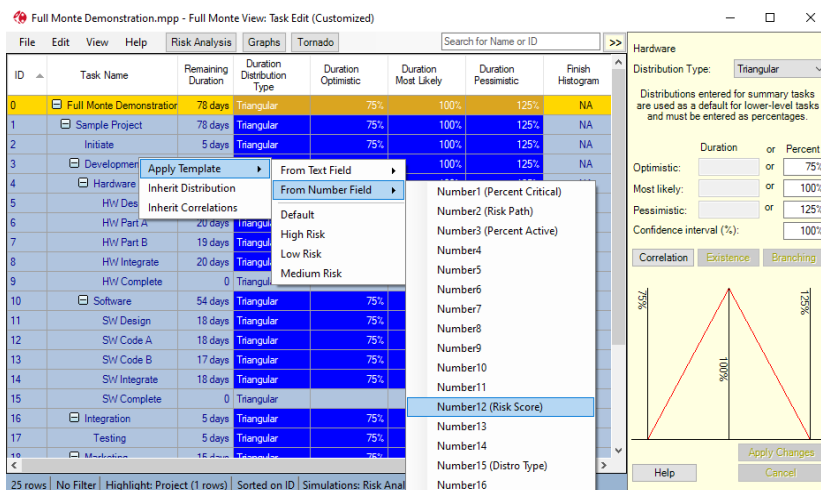 Full Monte Demonstration.mpp - Full Monte View: Task Edit (Customized)
File Edit View Help Risk Analysis Graphs Tornado Search for Name or ID >>
ID Task Name Remaining Duration Duration Distribution Type Duration Optimistic Duration Most Likely Duration Pessimistic Finish Histogram
0 Full Monte Demonstration 78 days Triangular 75% 100% 125% NA
1 Sample Project 78 days Triangular 75% 100% 125% NA
2 Initiate 5 days Triangular 75% 100% 125% NA
3 Developmen 100% 125% NA
4 Hardware
5 HW Des
6 HW Part A 20 days Triangul
7 HW Part B 19 days Triangul
8 HW Integrate 20 days Triangul
9 HW Complete 0 Triangul
10 Software 54 days Triangular 75%
11 SW Design 18 days Triangular 75%
12 SW Code A 18 days Triangular 75%
13 SW Code B 17 days Triangular 75%
14 SW Integrate 18 days Triangular 75%
15 SW Complete 0 Triangular
16 Integration 5 days Triangular 75%
17 Testing 5 days Triangular 75%
18 Marketing 15 days Triangular 75%
25 rows No Filter Highlight: Project (1 rows) Sorted on ID Simulations: Risk Anal
Apply Template
Inherit Distribution
Inherit Correlations
From Text Field
From Number Field
Default
High Risk
Low Risk
Medium Risk
Number1 (Percent Critical)
Number2 (Risk Path)
Number3 (Percent Active)
Number4
Number5
Number6
Number7
Number8
Number9
Number10
Number11
Number12 (Risk Score)
Number13
Number14
Number15 (Distro Type)
Number16
Hardware
Distribution Type: Triangular
Distributions entered for summary tasks
are used as a default for lower-level tasks
and must be entered as percentages.
Duration or Percent
Optimistic: or 75%
Most likely: or 100%
Pessimistic: or 125%
Confidence interval (%): 100%
Correlation Existence Branching
75% 100% 125%
Apply Changes
Help Cancel